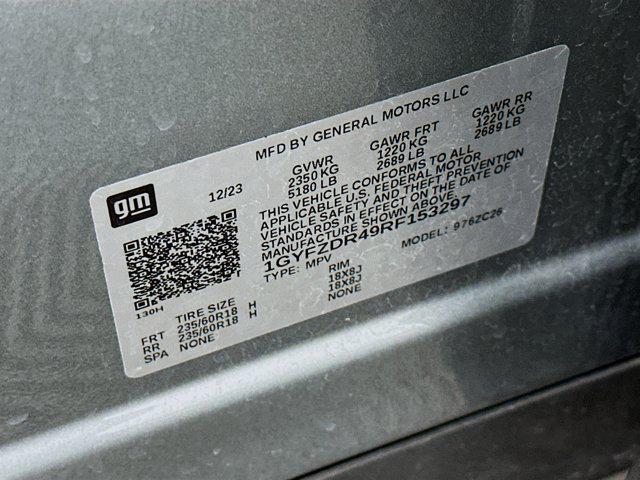 gm
12/23
MFD BY GENERAL MOTORS LLC
GVWR GAWR FRT GAWR RR
2350 KG 1220 KG 1220 KG
5180 LB 2689 LB 2689 LB
THIS VEHICLE CONFORMS TO ALL
APPLICABLE U.S. FEDERAL MOTOR
VEHICLE SAFETY AND THEFT PREVENTION
STANDARDS IN EFFECT ON THE DATE OF
MANUFACTURE SHOWN ABOVE.
1GYFZDR49RF153297
TYPE: MPV MODEL: 976ZC26
130H
TIRE SIZE RIM
FRT 235/60R18 H 18X8J
RR 235/60R18 H 18X8J
SPA NONE NONE